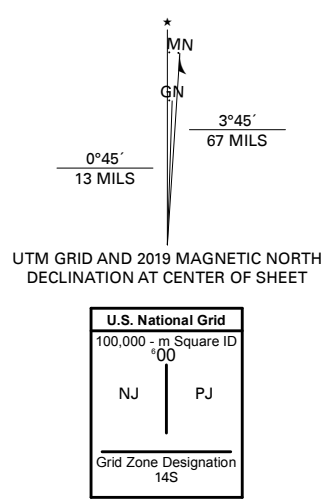 ★
MN
GN
3°45´
67 MILS
0°45´
13 MILS
UTM GRID AND 2019 MAGNETIC NORTH
DECLINATION AT CENTER OF SHEET
U.S. National Grid
100,000 - m Square ID
⁶00
NJ PJ
Grid Zone Designation
14S